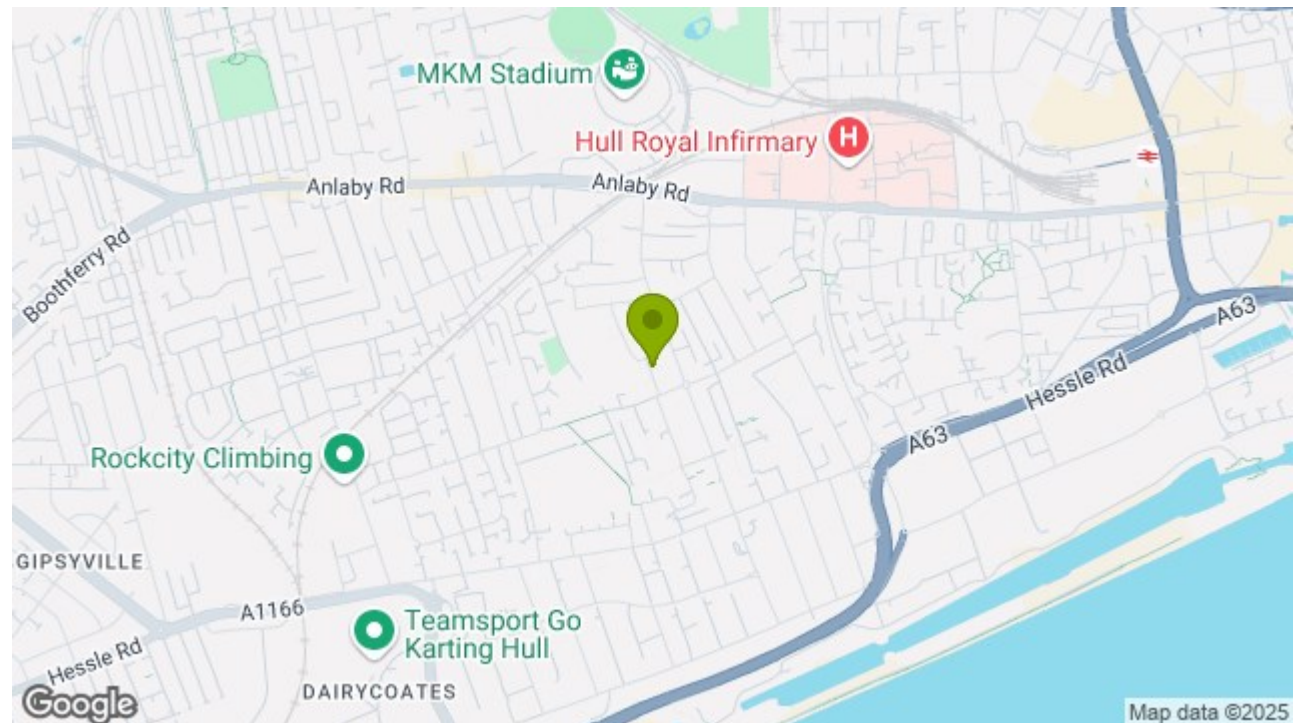 MKM Stadium
Hull Royal Infirmary
H
Anlaby Rd
Anlaby Rd
Boothferry Rd
A63
Hessle Rd
A63
Rockcity Climbing
GIPSYVILLE
A1166
Teamsport Go
Karting Hull
Hessle Rd
DAIRYCOATES
Google
Map data ©2025